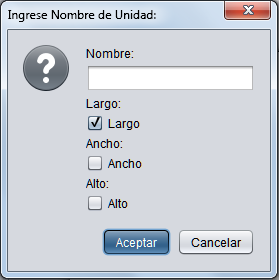 Ingrese Nombre de Unidad:
Nombre:
Largo:
Largo
Ancho:
Ancho
Alto:
Alto
Aceptar Cancelar